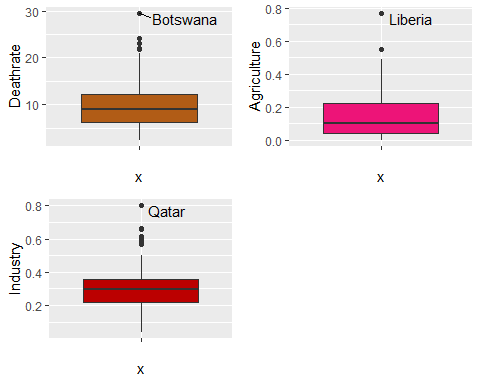 Deathrate
30
20
10
Botswana
x
Agriculture
0.8
0.6
0.4
0.2
0.0
Liberia
x
Industry
0.8
0.6
0.4
0.2
Qatar
x